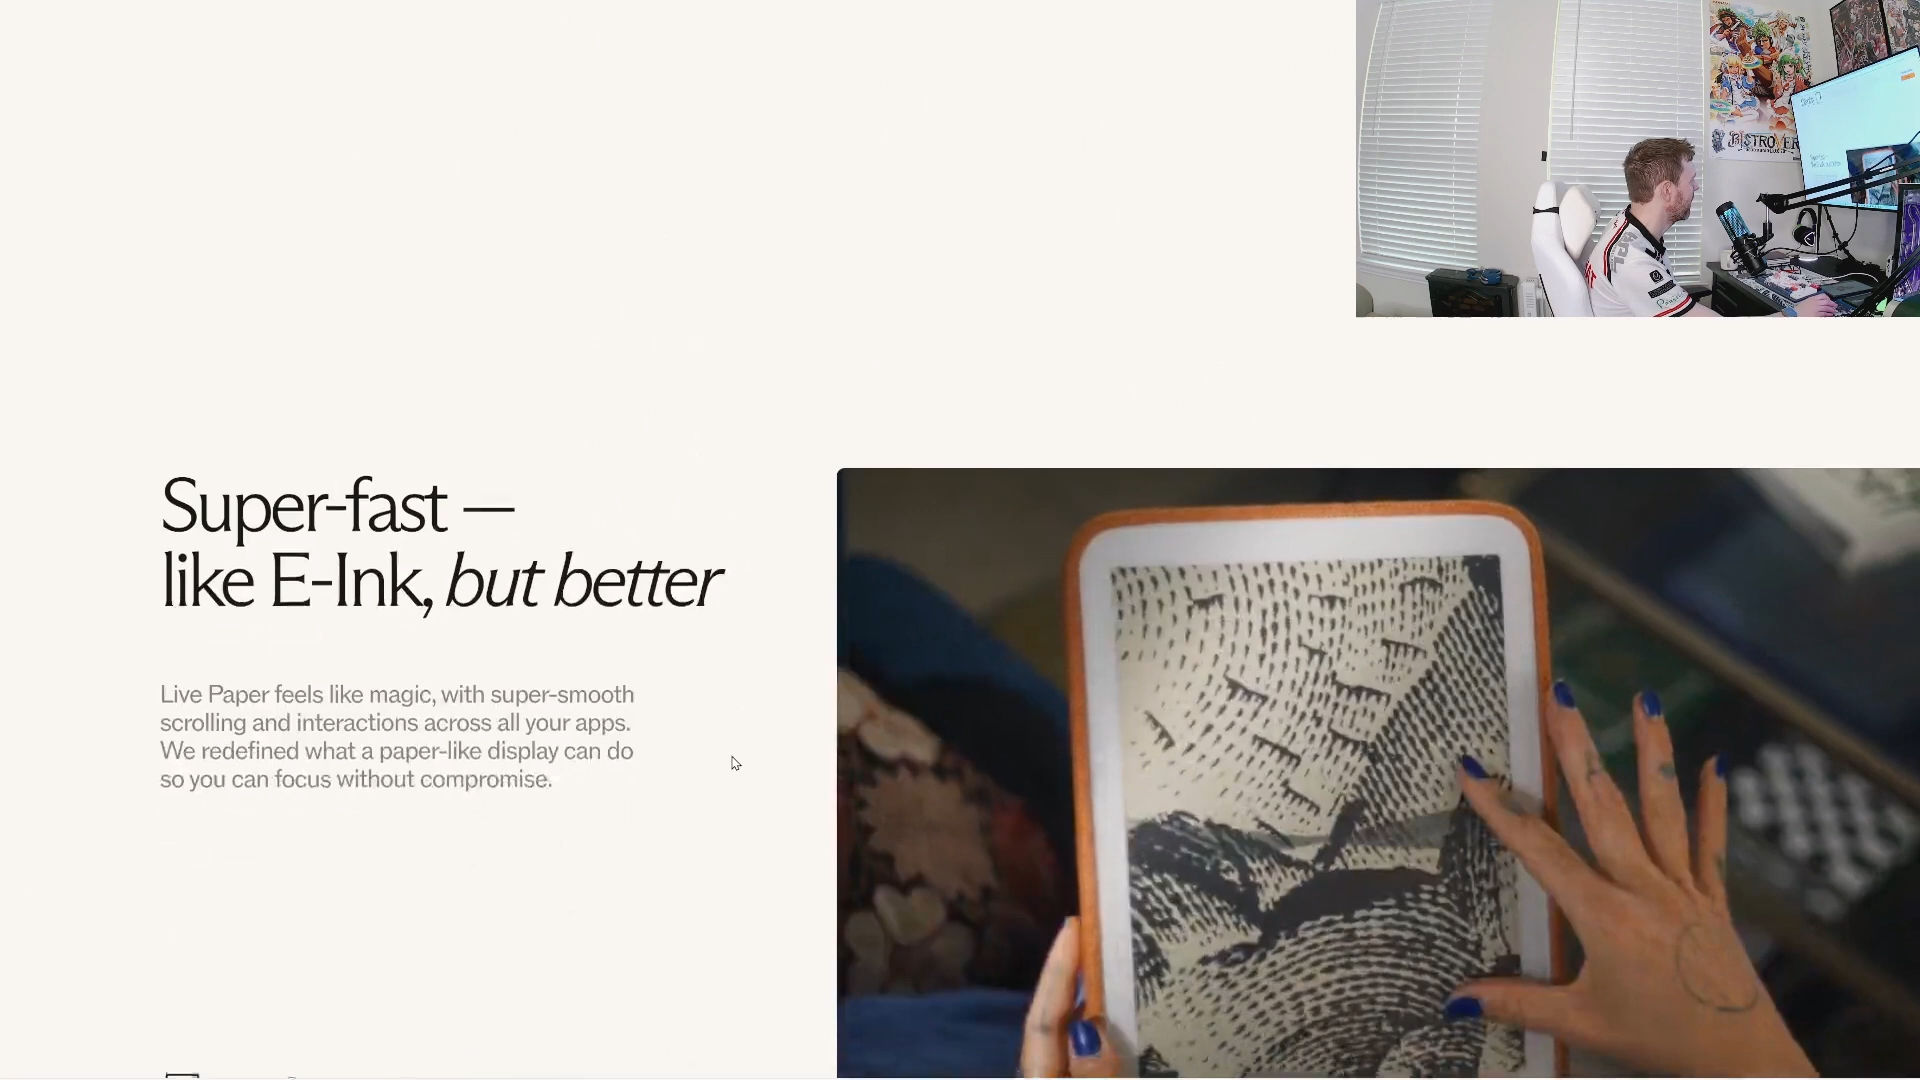 BISTROVER
Super-fast —
like E-Ink, but better
Live Paper feels like magic, with super-smooth
scrolling and interactions across all your apps.
We redefined what a paper-like display can do
so you can focus without compromise.